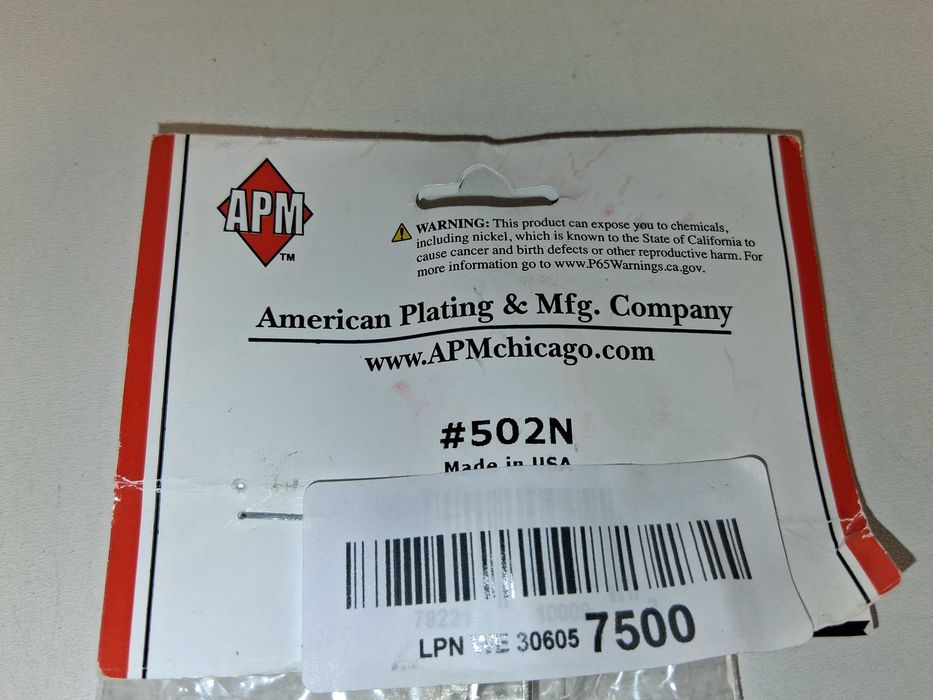 APM
TM
WARNING: This product can expose you to chemicals,
including nickel, which is known to the State of California to
cause cancer and birth defects or other reproductive harm. For
more information go to www.P65Warnings.ca.gov.
American Plating & Mfg. Company
www.APMchicago.com
#502N
Made in USA
LPN 30605 7500